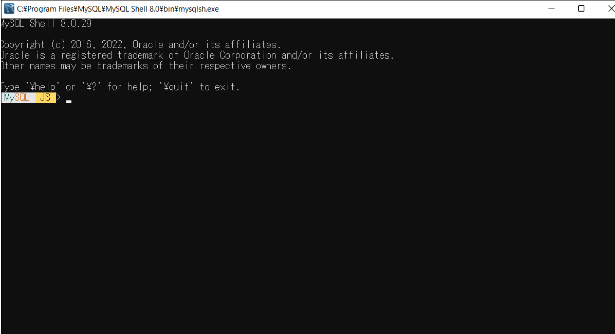 C:¥Program Files¥MySQL¥MySQL Shell 8.0¥bin¥mysqlsh.exe
MySQL Shell 8.0.29
Copyright (c) 2016, 2022, Oracle and/or its affiliates.
Oracle is a registered trademark of Oracle Corporation and/or its affiliates.
Other names may be trademarks of their respective owners.
Type '¥help' or '¥?' for help; '¥quit' to exit.
MySQL JS >